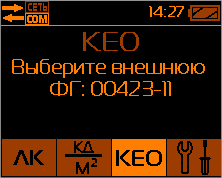 СЕТЬ
COM
14:27
КЕО
Выберите внешнюю
ФГ: 00423-11
ЛК
КД
М²
КЕО